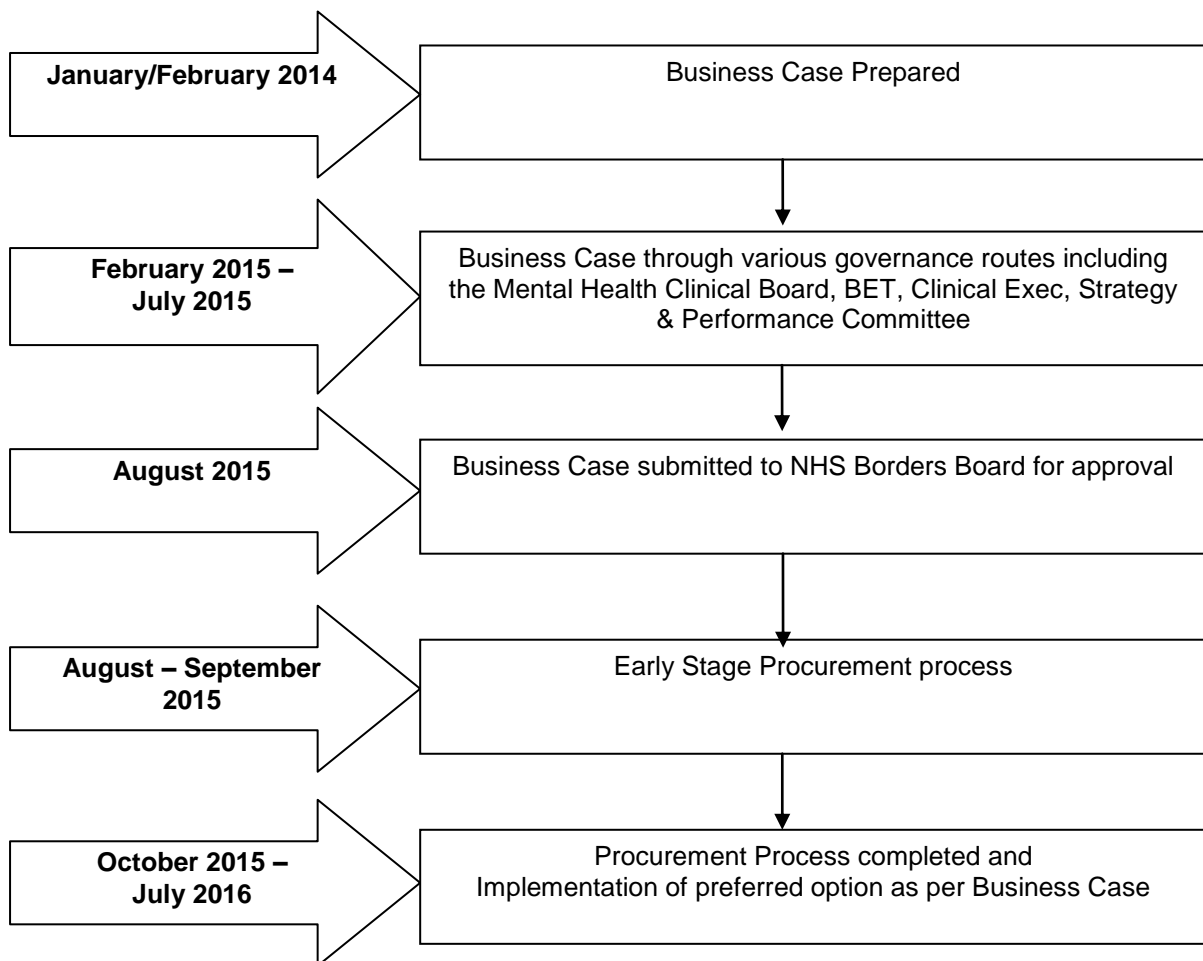 January/February 2014
Business Case Prepared
February 2015 –
July 2015
Business Case through various governance routes including
the Mental Health Clinical Board, BET, Clinical Exec, Strategy
& Performance Committee
August 2015
Business Case submitted to NHS Borders Board for approval
August – September
2015
Early Stage Procurement process
October 2015 –
July 2016
Procurement Process completed and
Implementation of preferred option as per Business Case